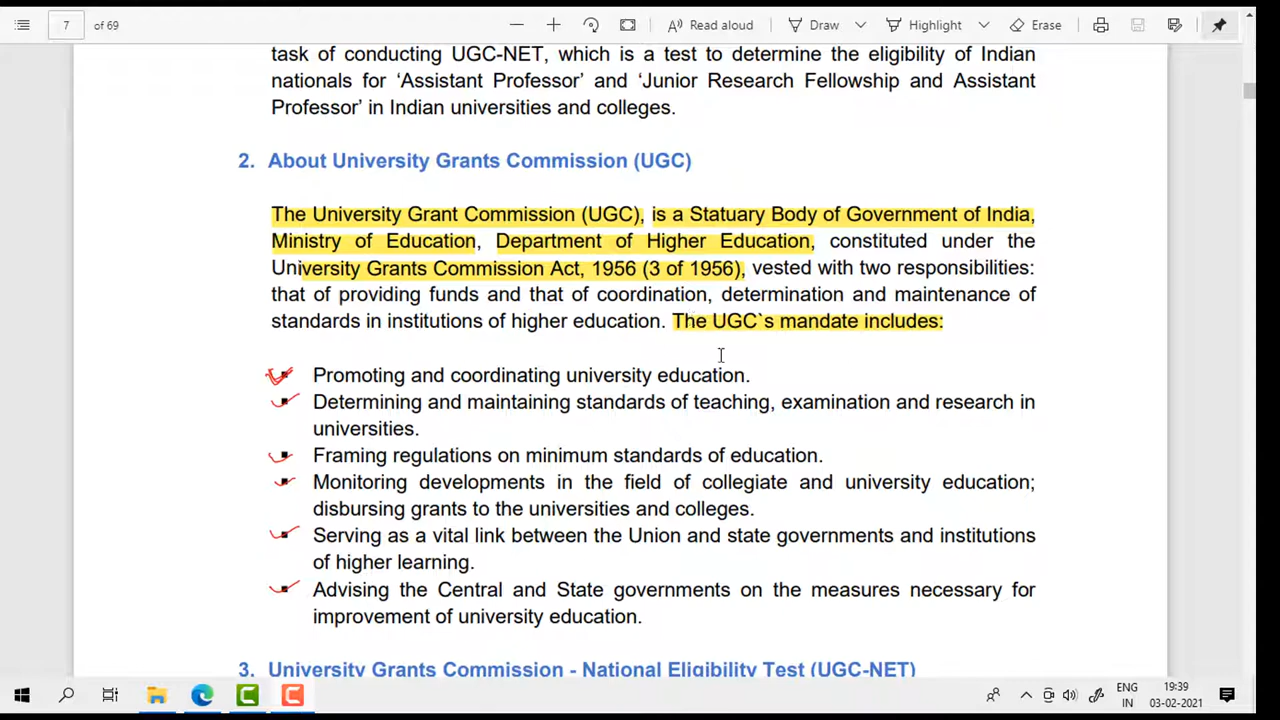 7 of 69 Read aloud Draw Highlight Erase
task of conducting UGC-NET, which is a test to determine the eligibility of Indian
nationals for ‘Assistant Professor’ and ‘Junior Research Fellowship and Assistant
Professor’ in Indian universities and colleges.
2. About University Grants Commission (UGC)
The University Grant Commission (UGC), is a Statuary Body of Government of India,
Ministry of Education, Department of Higher Education, constituted under the
University Grants Commission Act, 1956 (3 of 1956), vested with two responsibilities:
that of providing funds and that of coordination, determination and maintenance of
standards in institutions of higher education. The UGC`s mandate includes:
Promoting and coordinating university education.
Determining and maintaining standards of teaching, examination and research in
universities.
Framing regulations on minimum standards of education.
Monitoring developments in the field of collegiate and university education;
disbursing grants to the universities and colleges.
Serving as a vital link between the Union and state governments and institutions
of higher learning.
Advising the Central and State governments on the measures necessary for
improvement of university education.
3. University Grants Commission - National Eligibility Test (UGC-NET)
ENG 19:39
IN 03-02-2021